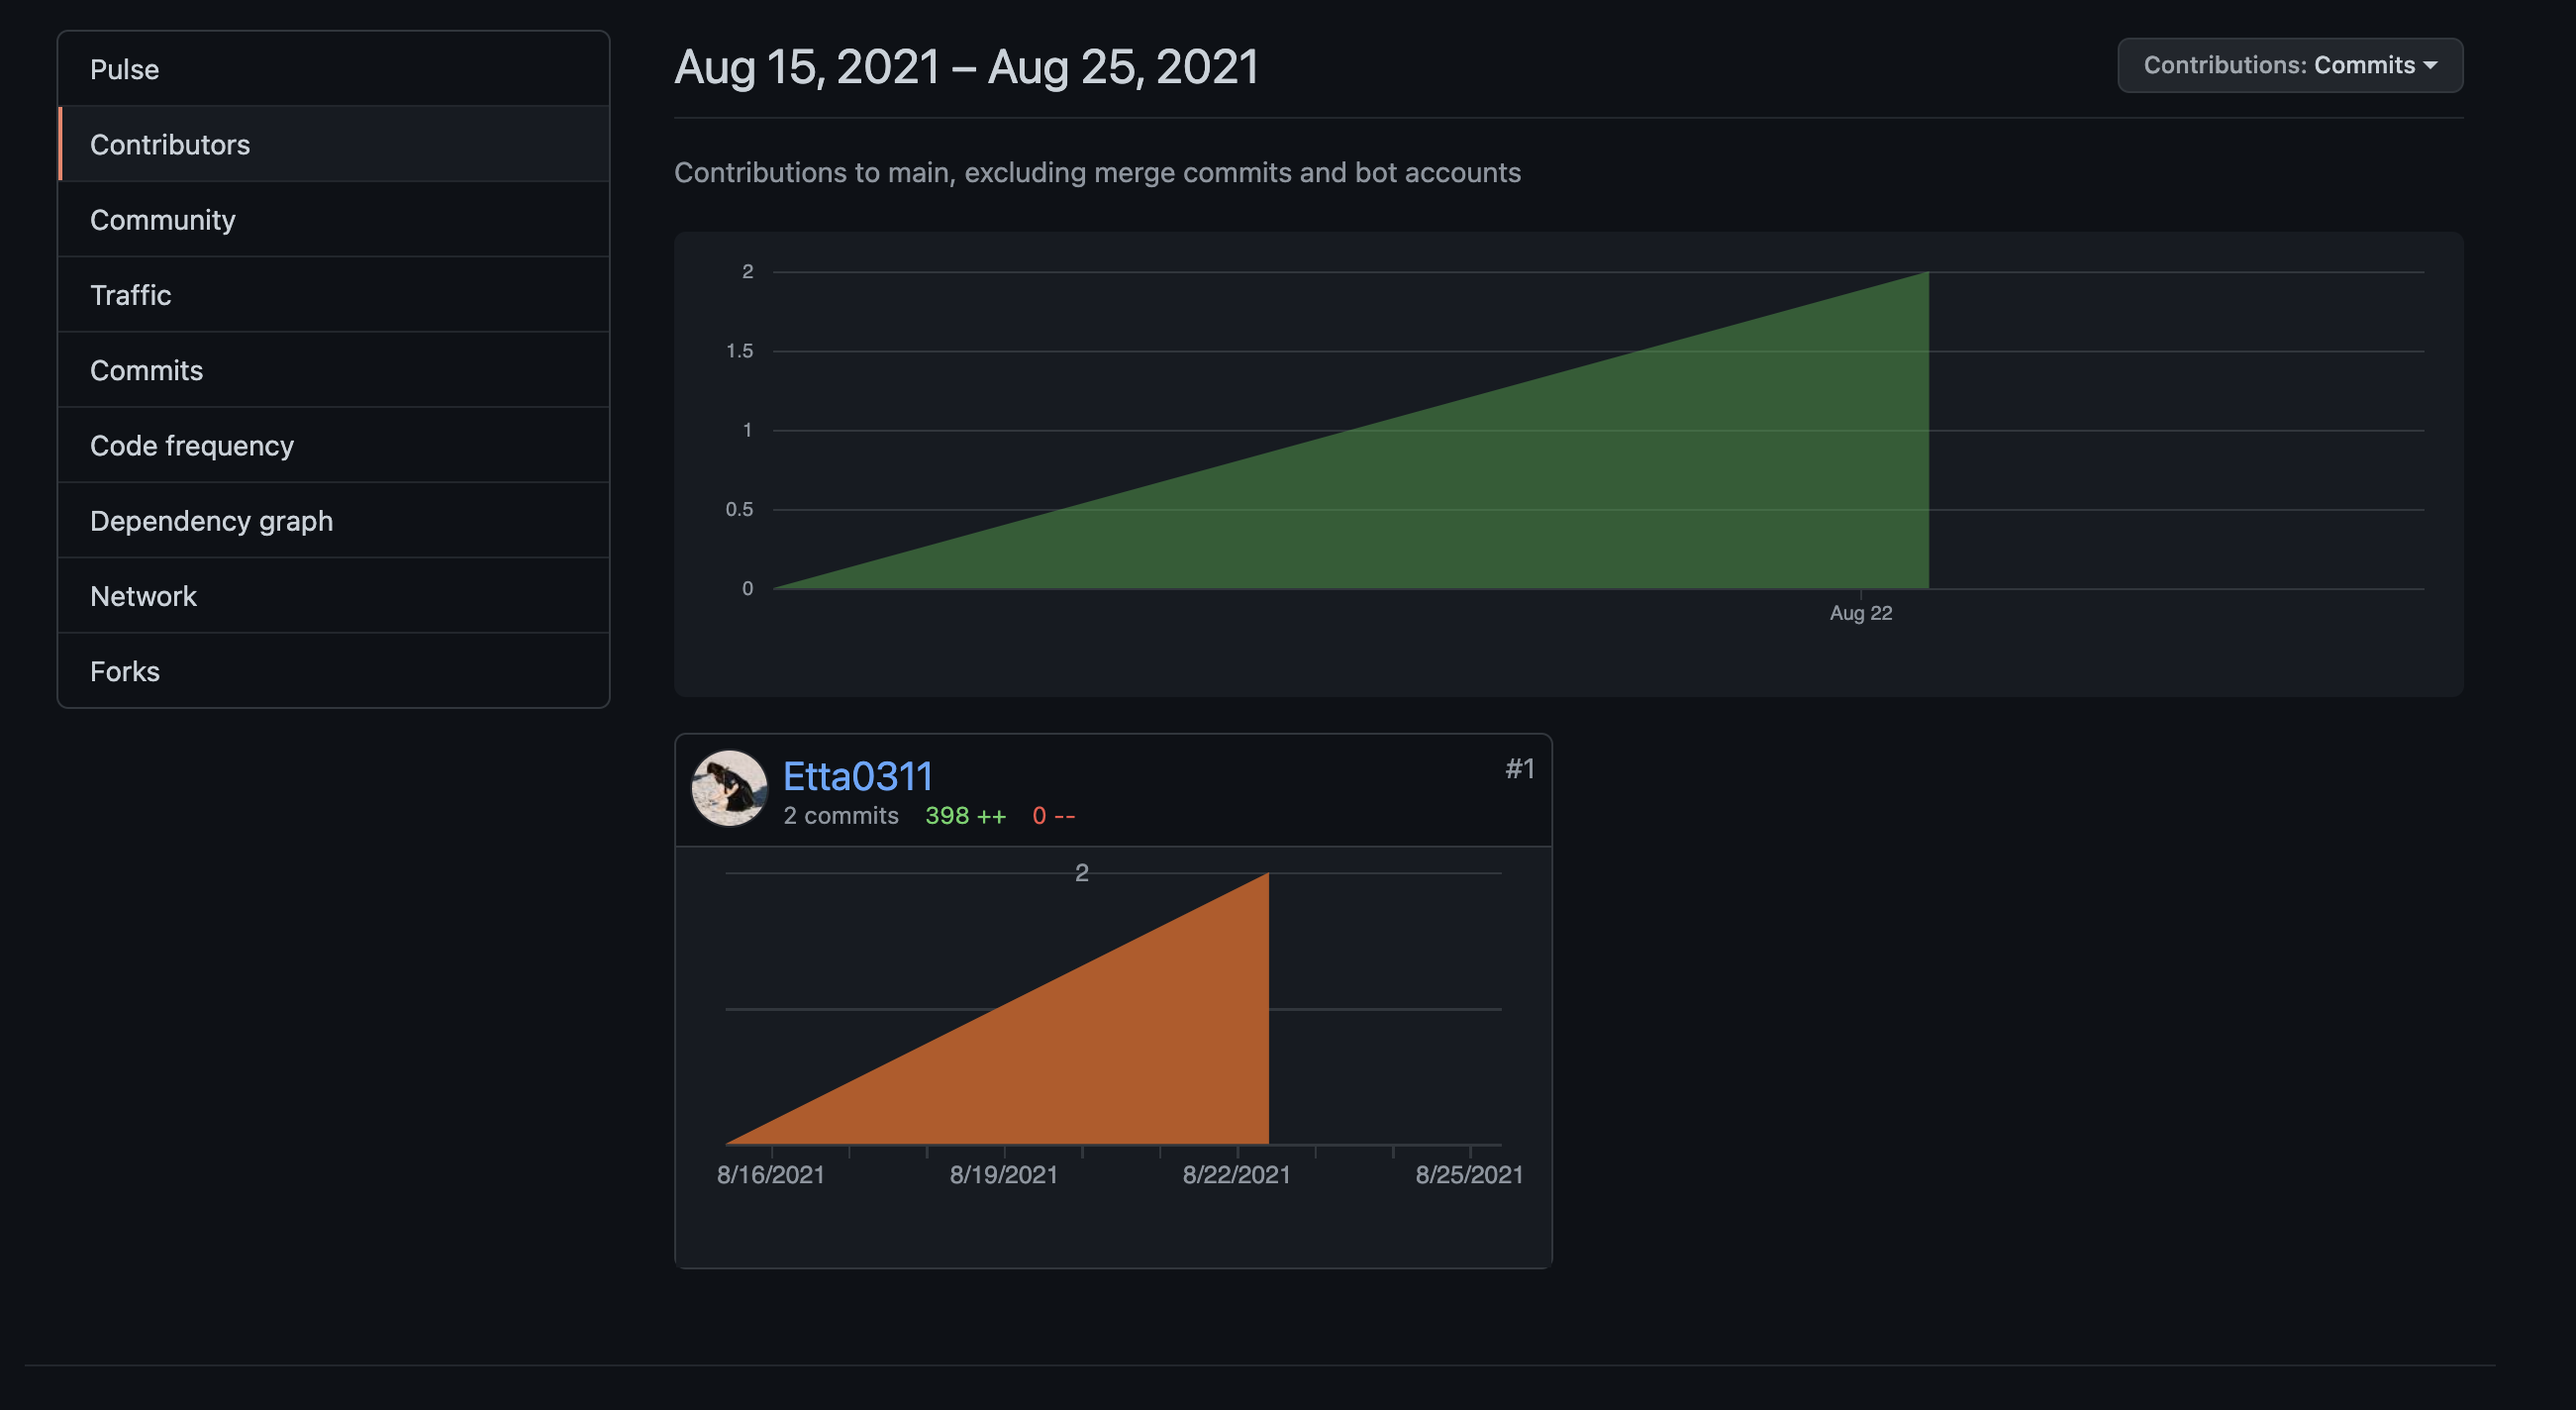 Pulse
Contributors
Community
Traffic
Commits
Code frequency
Dependency graph
Network
Forks
Aug 15, 2021 – Aug 25, 2021
Contributions: Commits
Contributions to main, excluding merge commits and bot accounts
2
1.5
1
0.5
0
Aug 22
Etta0311
#1
2 commits 398 ++ 0 --
2
8/16/2021 8/19/2021 8/22/2021 8/25/2021